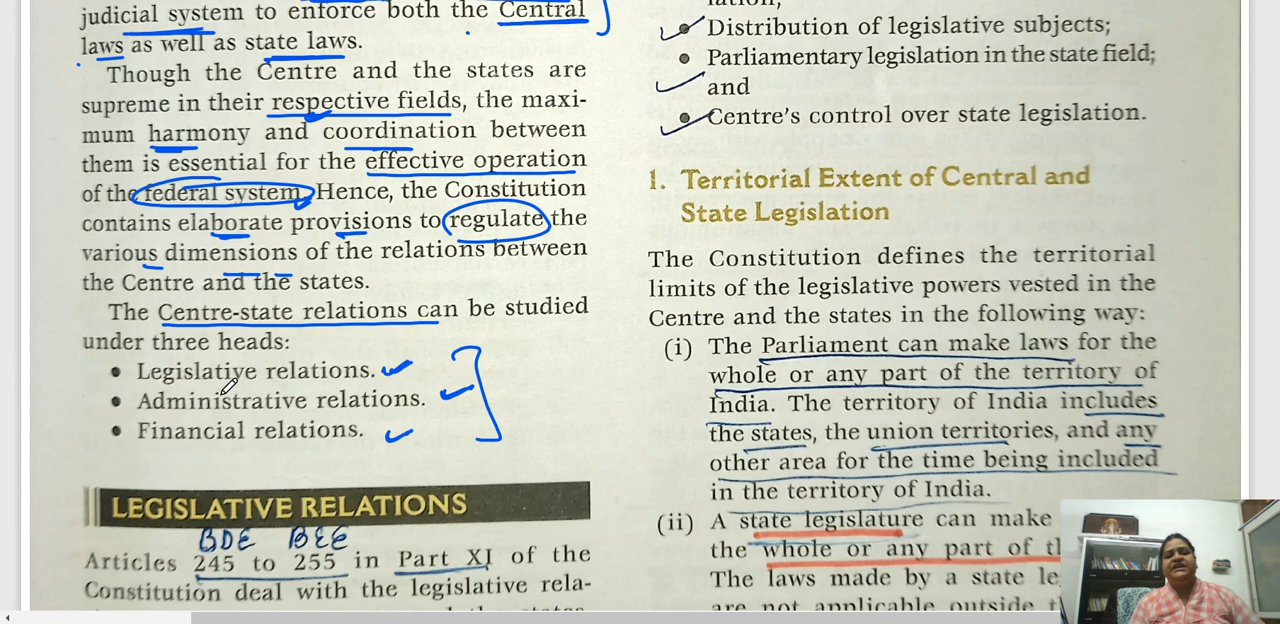 judicial system to enforce both the Central
laws as well as state laws.
Though the Centre and the states are
supreme in their respective fields, the maxi-
mum harmony and coordination between
them is essential for the effective operation
of the federal system. Hence, the Constitution
contains elaborate provisions to regulate the
various dimensions of the relations between
the Centre and the states.
The Centre-state relations can be studied
under three heads:
• Legislative relations.
• Administrative relations.
• Financial relations.
LEGISLATIVE RELATIONS
BDE BEE
Articles 245 to 255 in Part XI of the
Constitution deal with the legislative rela-
• Distribution of legislative subjects;
• Parliamentary legislation in the state field;
and
• Centre's control over state legislation.
1. Territorial Extent of Central and
State Legislation
The Constitution defines the territorial
limits of the legislative powers vested in the
Centre and the states in the following way:
(i) The Parliament can make laws for the
whole or any part of the territory of
India. The territory of India includes
the states, the union territories, and any
other area for the time being included
in the territory of India.
(ii) A state legislature can make
the whole or any part of
The laws made by a state
are not applicable outside